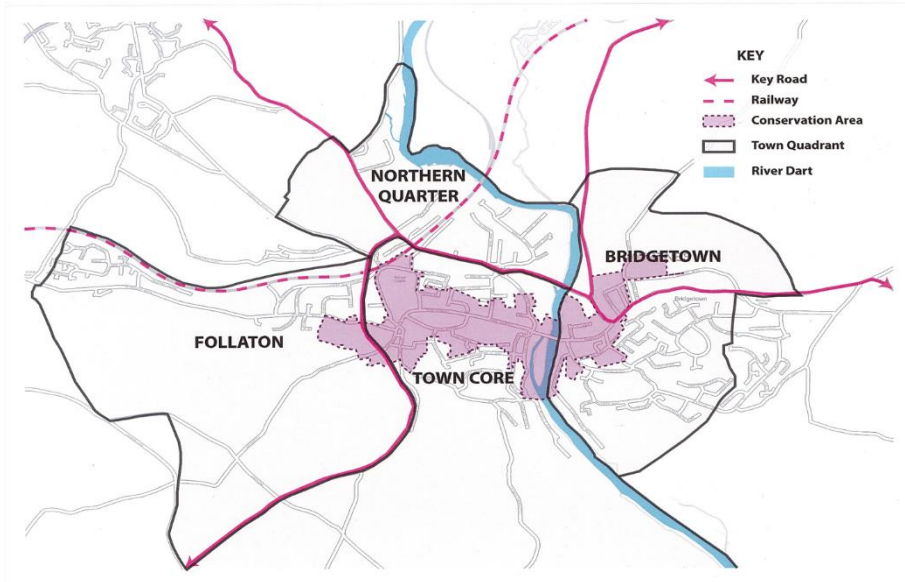 KEY
Key Road
Railway
Conservation Area
Town Quadrant
River Dart
NORTHERN
QUARTER
BRIDGETOWN
Bridgetown
FOLLATON
TOWN CORE